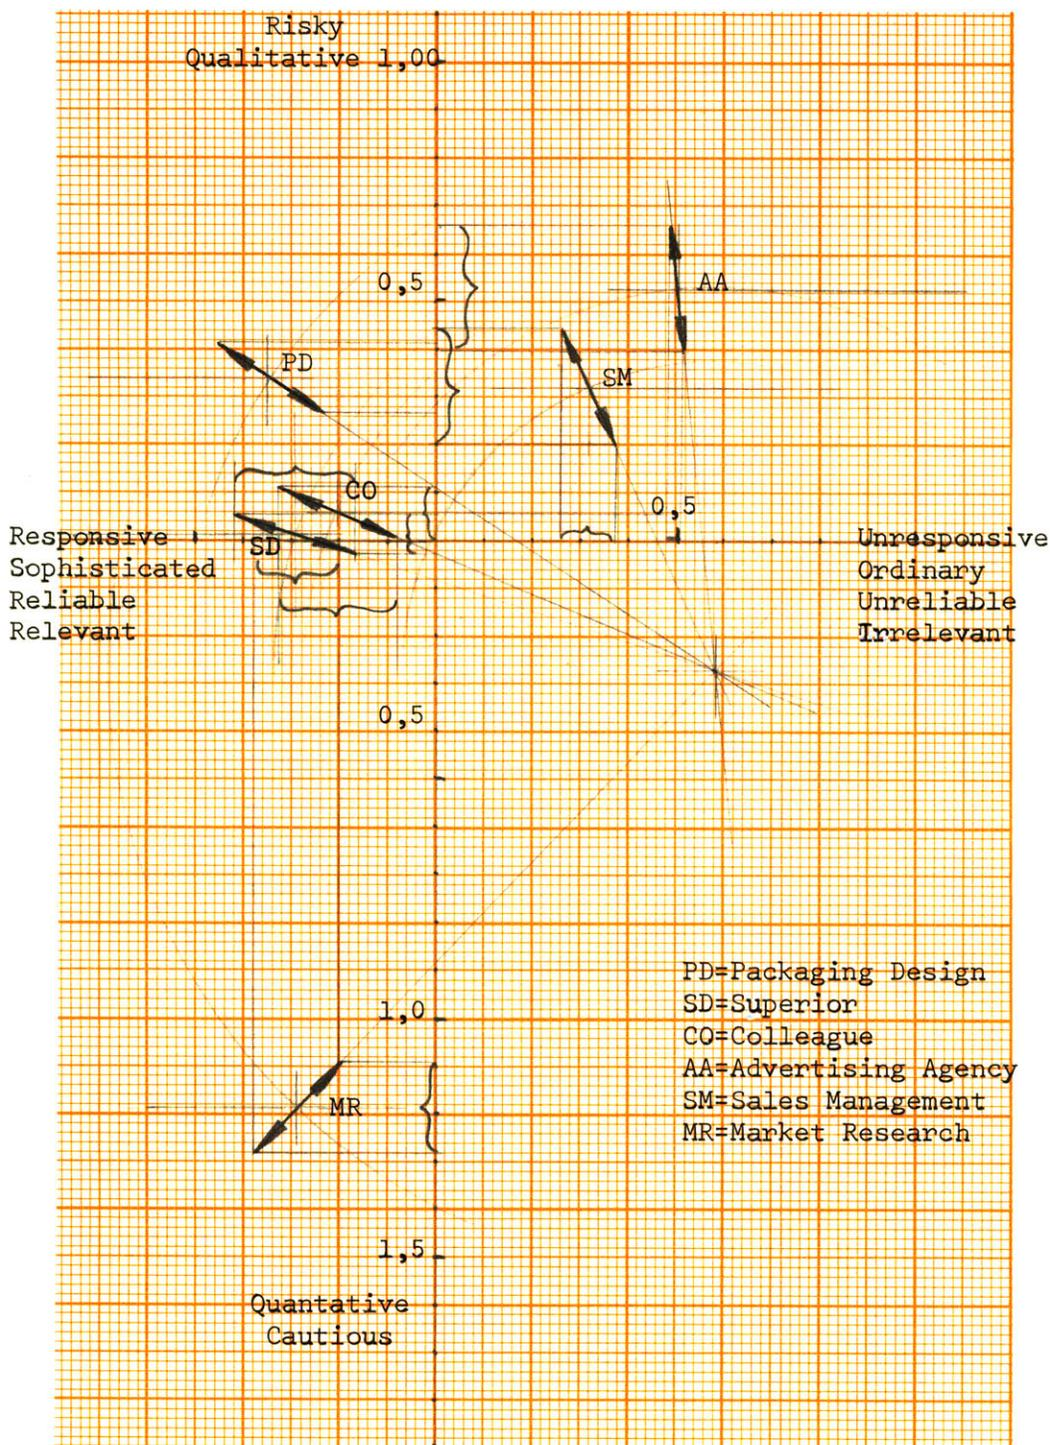 Risky
Qualitative 1,00
0,5
AA
PD
SM
CO
0,5
SD
Responsive
Sophisticated
Reliable
Relevant
Unresponsive
Ordinary
Unreliable
Irrelevant
0,5
1,0
PD=Packaging Design
SD=Superior
CO=Colleague
AA=Advertising Agency
SM=Sales Management
MR=Market Research
MR
1,5
Quantative
Cautious